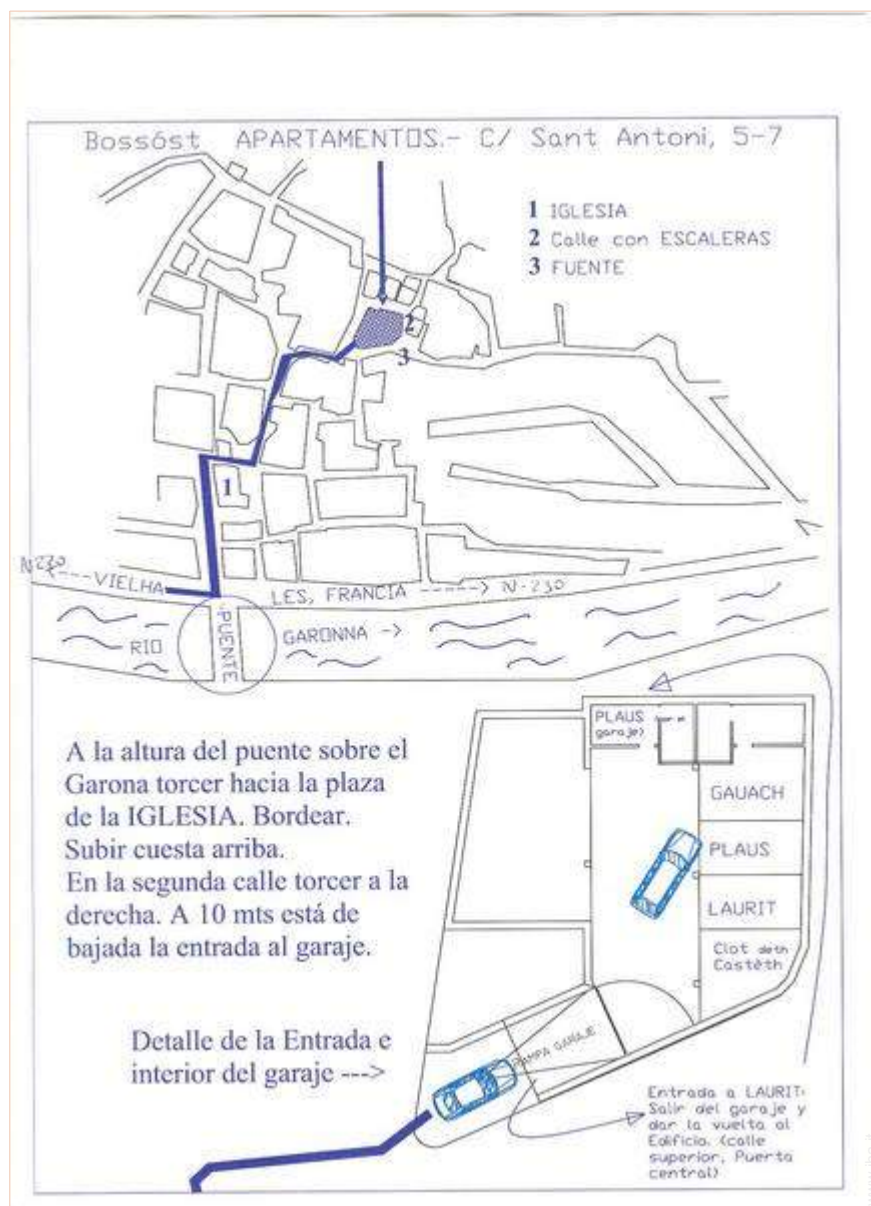 Bossóst APARTAMENTOS.- C/ Sant Antoni, 5-7
1 IGLESIA
2 Calle con ESCALERAS
3 FUENTE
2
3
1
N-230
<---- VIELHA
LES, FRANCIA -----> N-230
RIO
PUENTE
GARONNA ->
A la altura del puente sobre el
Garona torcer hacia la plaza
de la IGLESIA. Bordear.
Subir cuesta arriba.
En la segunda calle torcer a la
derecha. A 10 mts está de
bajada la entrada al garaje.
PLAUS (por el
garaje)
GAUACH
PLAUS
LAURIT
Clot deth
Castèth
RAMPA GARAJE
Detalle de la Entrada e
interior del garaje --->
Entrada a LAURIT:
Salir del garaje y
dar la vuelta al
Edificio. (calle
superior, Puerta
central)